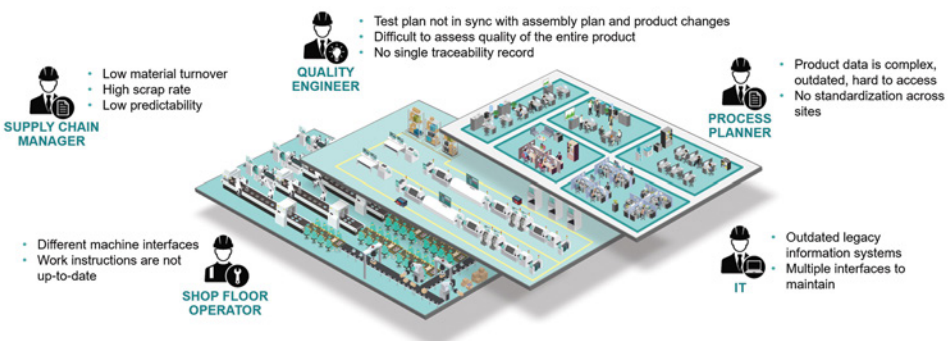 Test plan not in sync with assembly plan and product changes
Difficult to assess quality of the entire product
No single traceability record
QUALITY
ENGINEER
Low material turnover
High scrap rate
Low predictability
SUPPLY CHAIN
MANAGER
Product data is complex,
outdated, hard to access
No standardization across
sites
PROCESS
PLANNER
Different machine interfaces
Work instructions are not
up-to-date
SHOP FLOOR
OPERATOR
Outdated legacy
information systems
Multiple interfaces to
maintain
IT